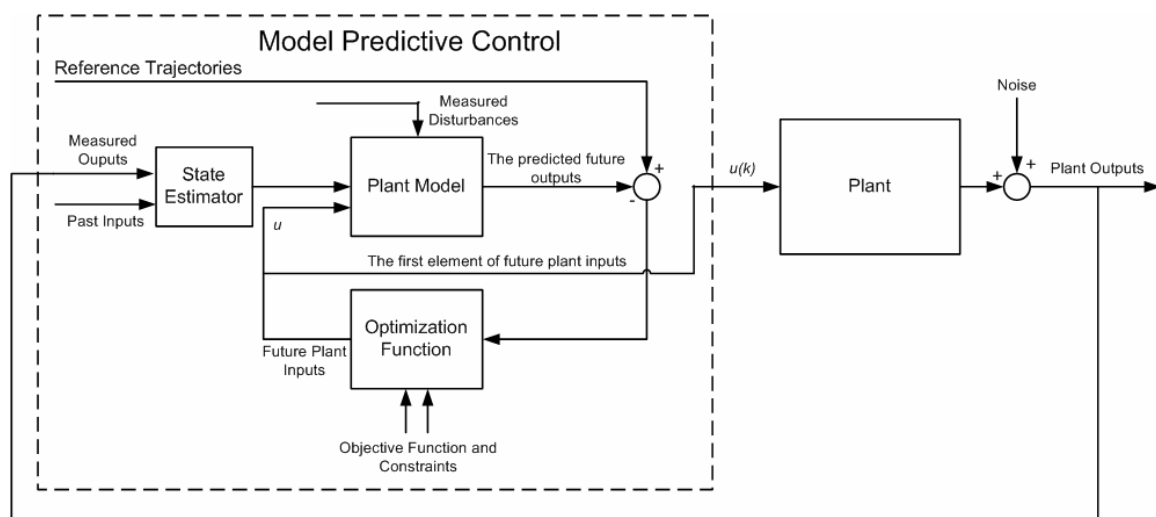 Model Predictive Control
Reference Trajectories
Measured
Disturbances
Noise
Measured
Ouputs
State
Estimator
Plant Model
The predicted future
outputs
+
-
u(k)
Plant
+
+
Plant Outputs
Past Inputs
u
The first element of future plant inputs
Optimization
Function
Future Plant
Inputs
Objective Function and
Constraints